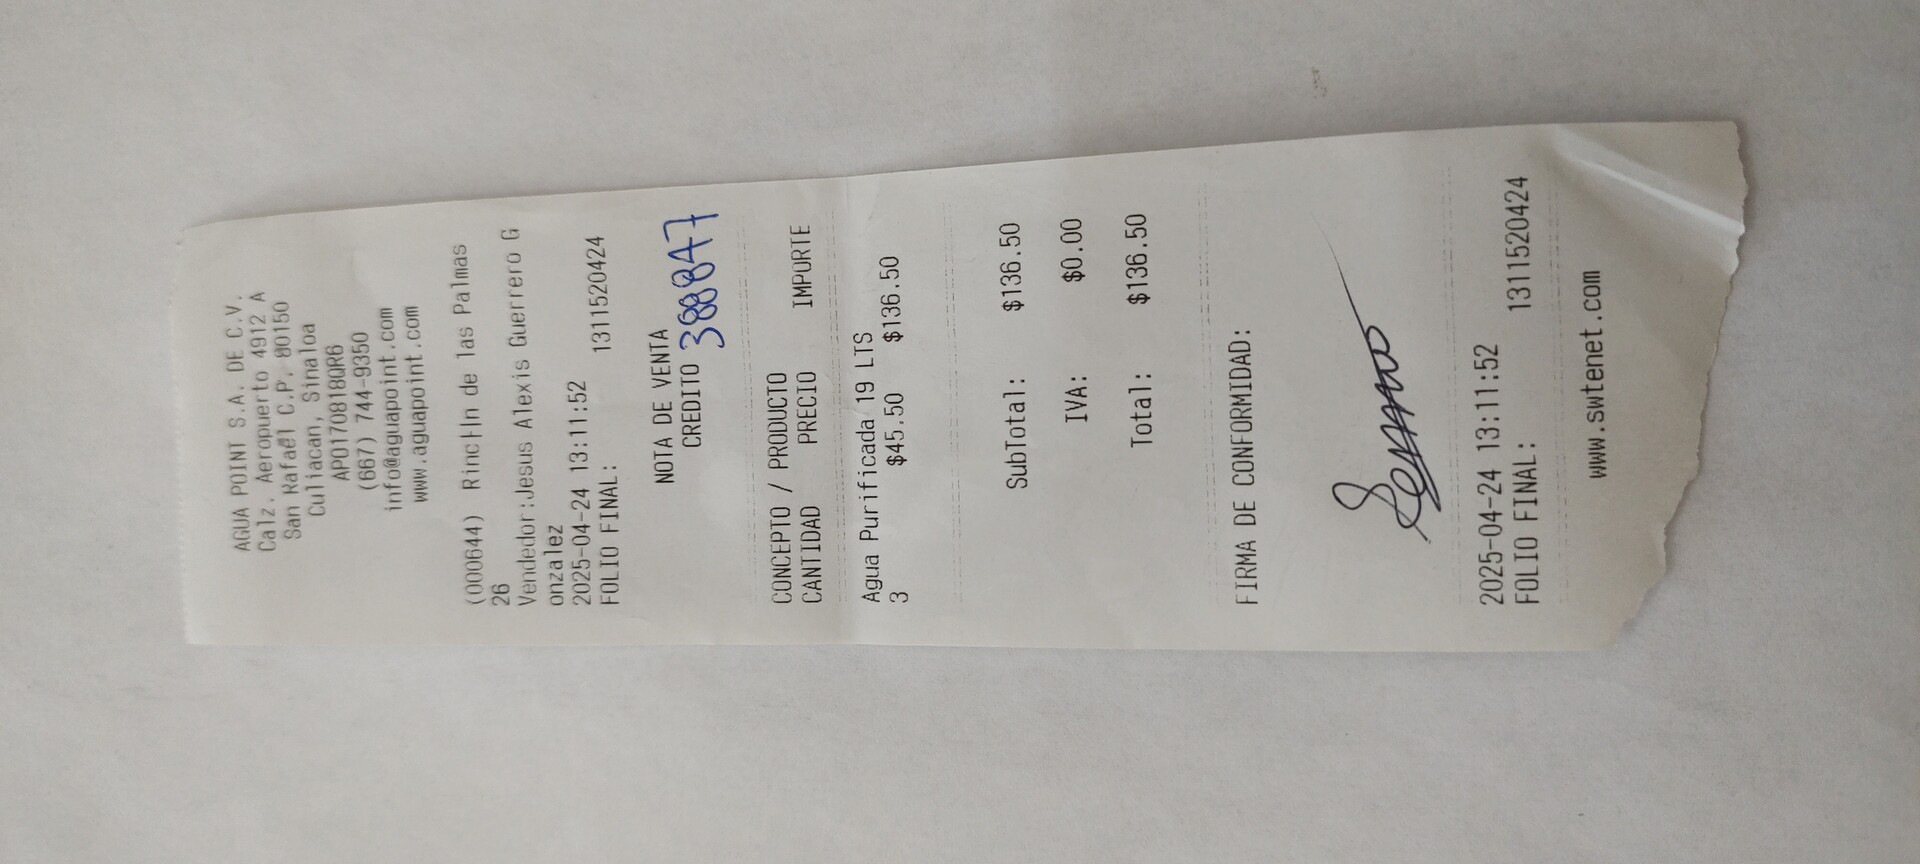 AGUA POINT S.A. DE C.V.
Calz. Aeropuerto 4912 A
San Rafael C.P. 80150
Culiacan, Sinaloa
APO170818QR6
(667) 744-9350
info@aguapoint.com
www.aguapoint.com
(000644) Rinc├ln de las Palmas
26
Vendedor:Jesus Alexis Guerrero G
onzalez
2025-04-24 13:11:52
FOLIO FINAL: 1311520424
NOTA DE VENTA
CREDITO 388847
CONCEPTO / PRODUCTO
CANTIDAD PRECIO IMPORTE
Agua Purificada 19 LTS
3 $45.50 $136.50
SubTotal: $136.50
IVA: $0.00
Total: $136.50
FIRMA DE CONFORMIDAD:
2025-04-24 13:11:52
FOLIO FINAL: 1311520424
www.swtenet.com